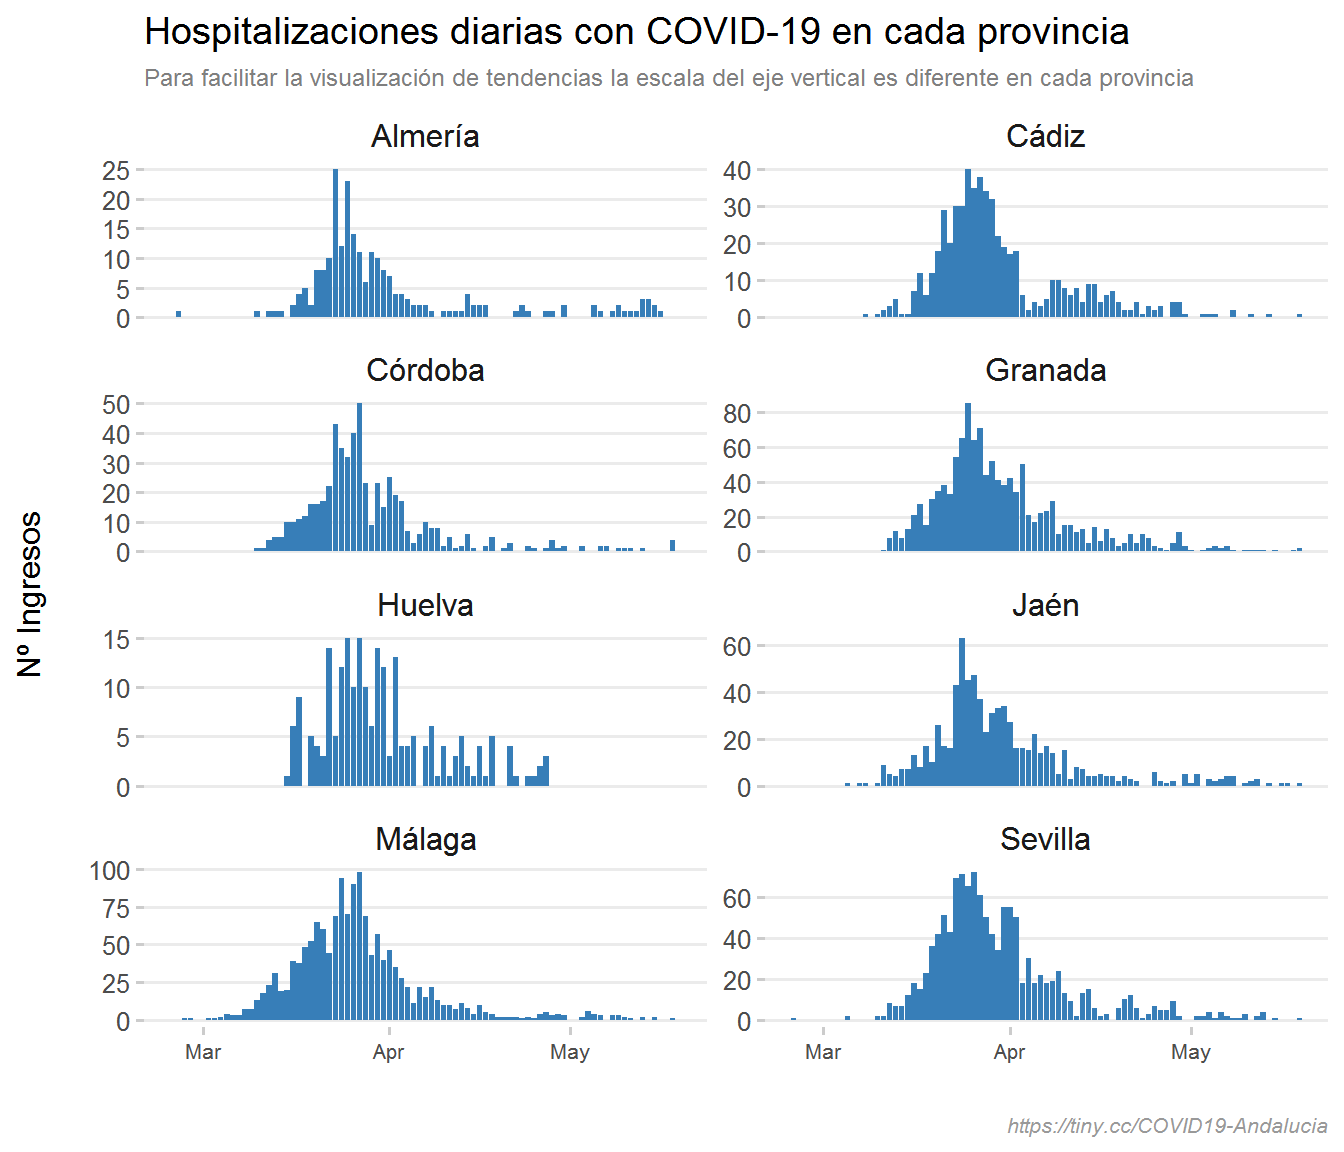 Hospitalizaciones diarias con COVID-19 en cada provincia
Para facilitar la visualización de tendencias la escala del eje vertical es diferente en cada provincia
Nº Ingresos
Almería
25
20
15
10
5
0
Cádiz
40
30
20
10
0
Córdoba
50
40
30
20
10
0
Granada
80
60
40
20
0
Huelva
15
10
5
0
Jaén
60
40
20
0
Málaga
100
75
50
25
0
Mar Apr May
Sevilla
60
40
20
0
Mar Apr May
https://tiny.cc/COVID19-Andalucia